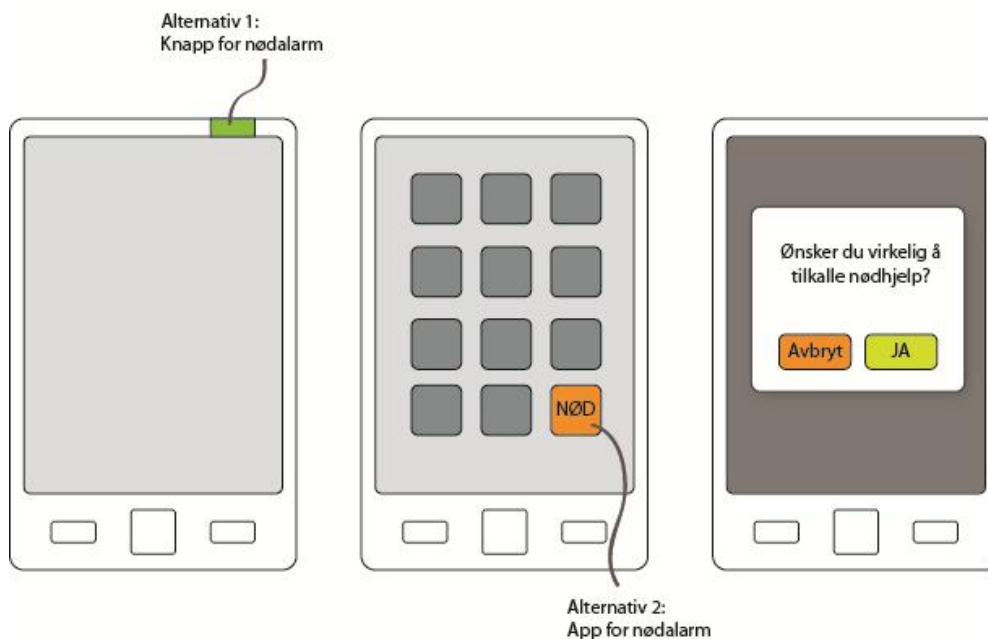 Alternativ 1:
Knapp for nødalarm
NØD
Ønsker du virkelig å
tilkalle nødhjelp?
Avbryt
JA
Alternativ 2:
App for nødalarm